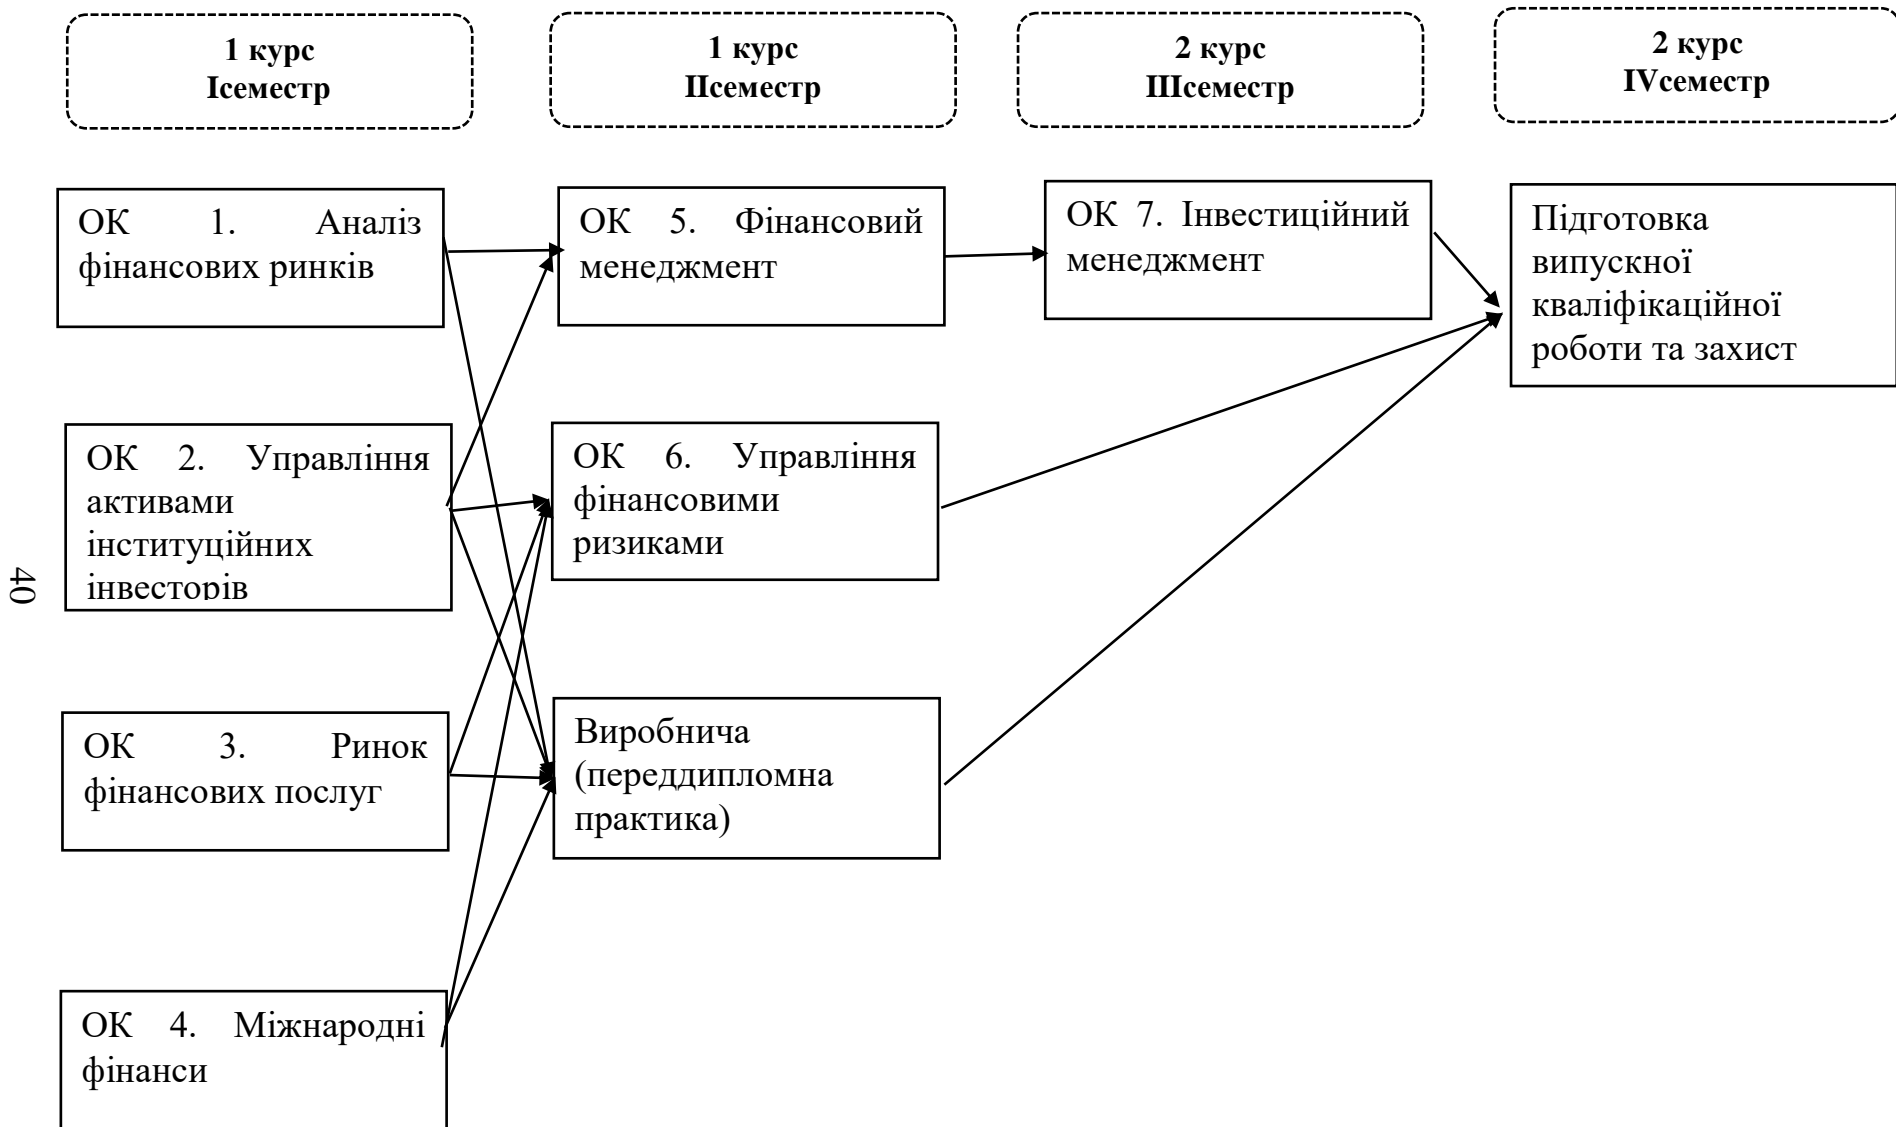 1 курс
Iсеместр
1 курс
IIсеместр
2 курс
IIIсеместр
2 курс
IVсеместр
ОК 1. Аналіз
фінансових ринків
ОК 5. Фінансовий
менеджмент
ОК 7. Інвестиційний
менеджмент
Підготовка
випускної
кваліфікаційної
роботи та захист
ОК 2. Управління
активами
інституційних
інвесторів
ОК 6. Управління
фінансовими
ризиками
40
ОК 3. Ринок
фінансових послуг
Виробнича
(переддипломна
практика)
ОК 4. Міжнародні
фінанси